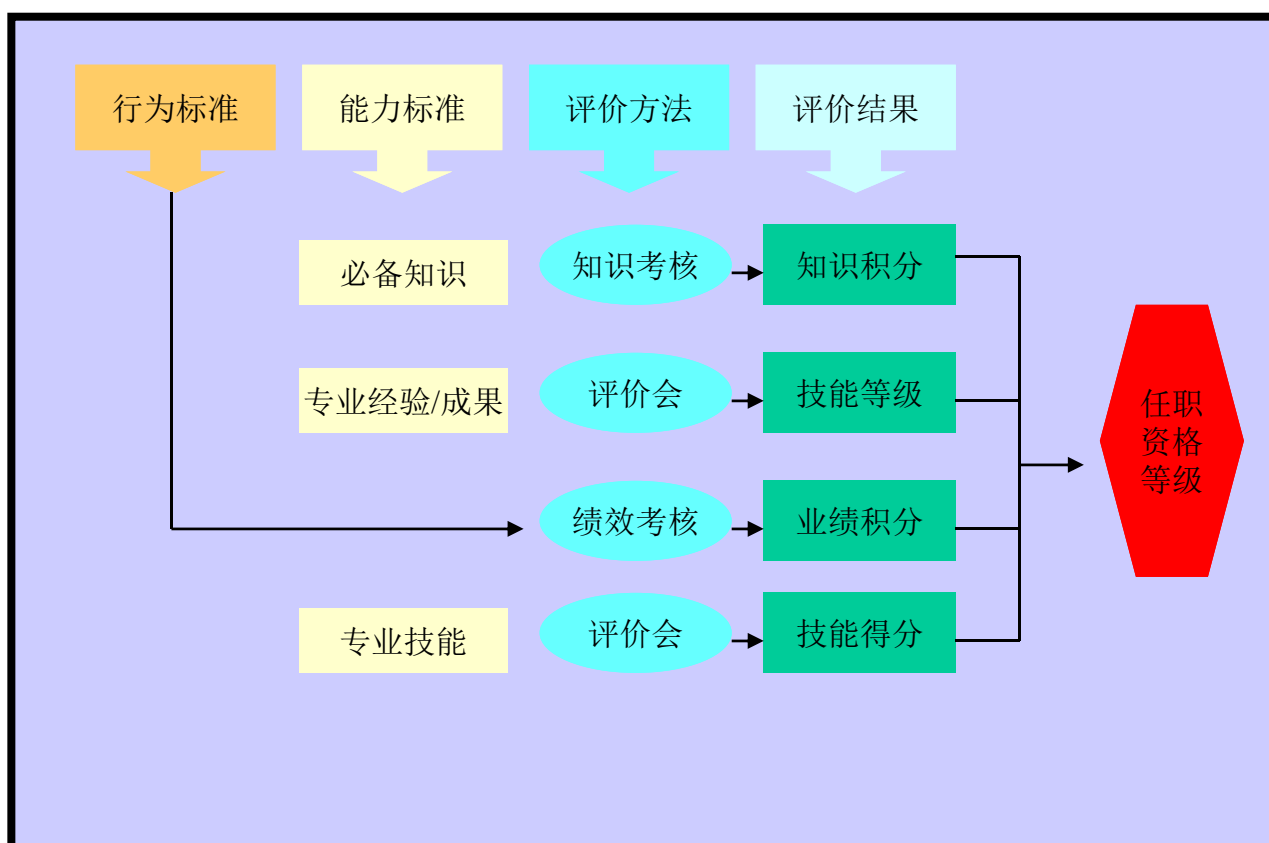 行为标准
能力标准
评价方法
评价结果
必备知识
知识考核
知识积分
专业经验/成果
评价会
技能等级
任职
资格
等级
绩效考核
业绩积分
专业技能
评价会
技能得分